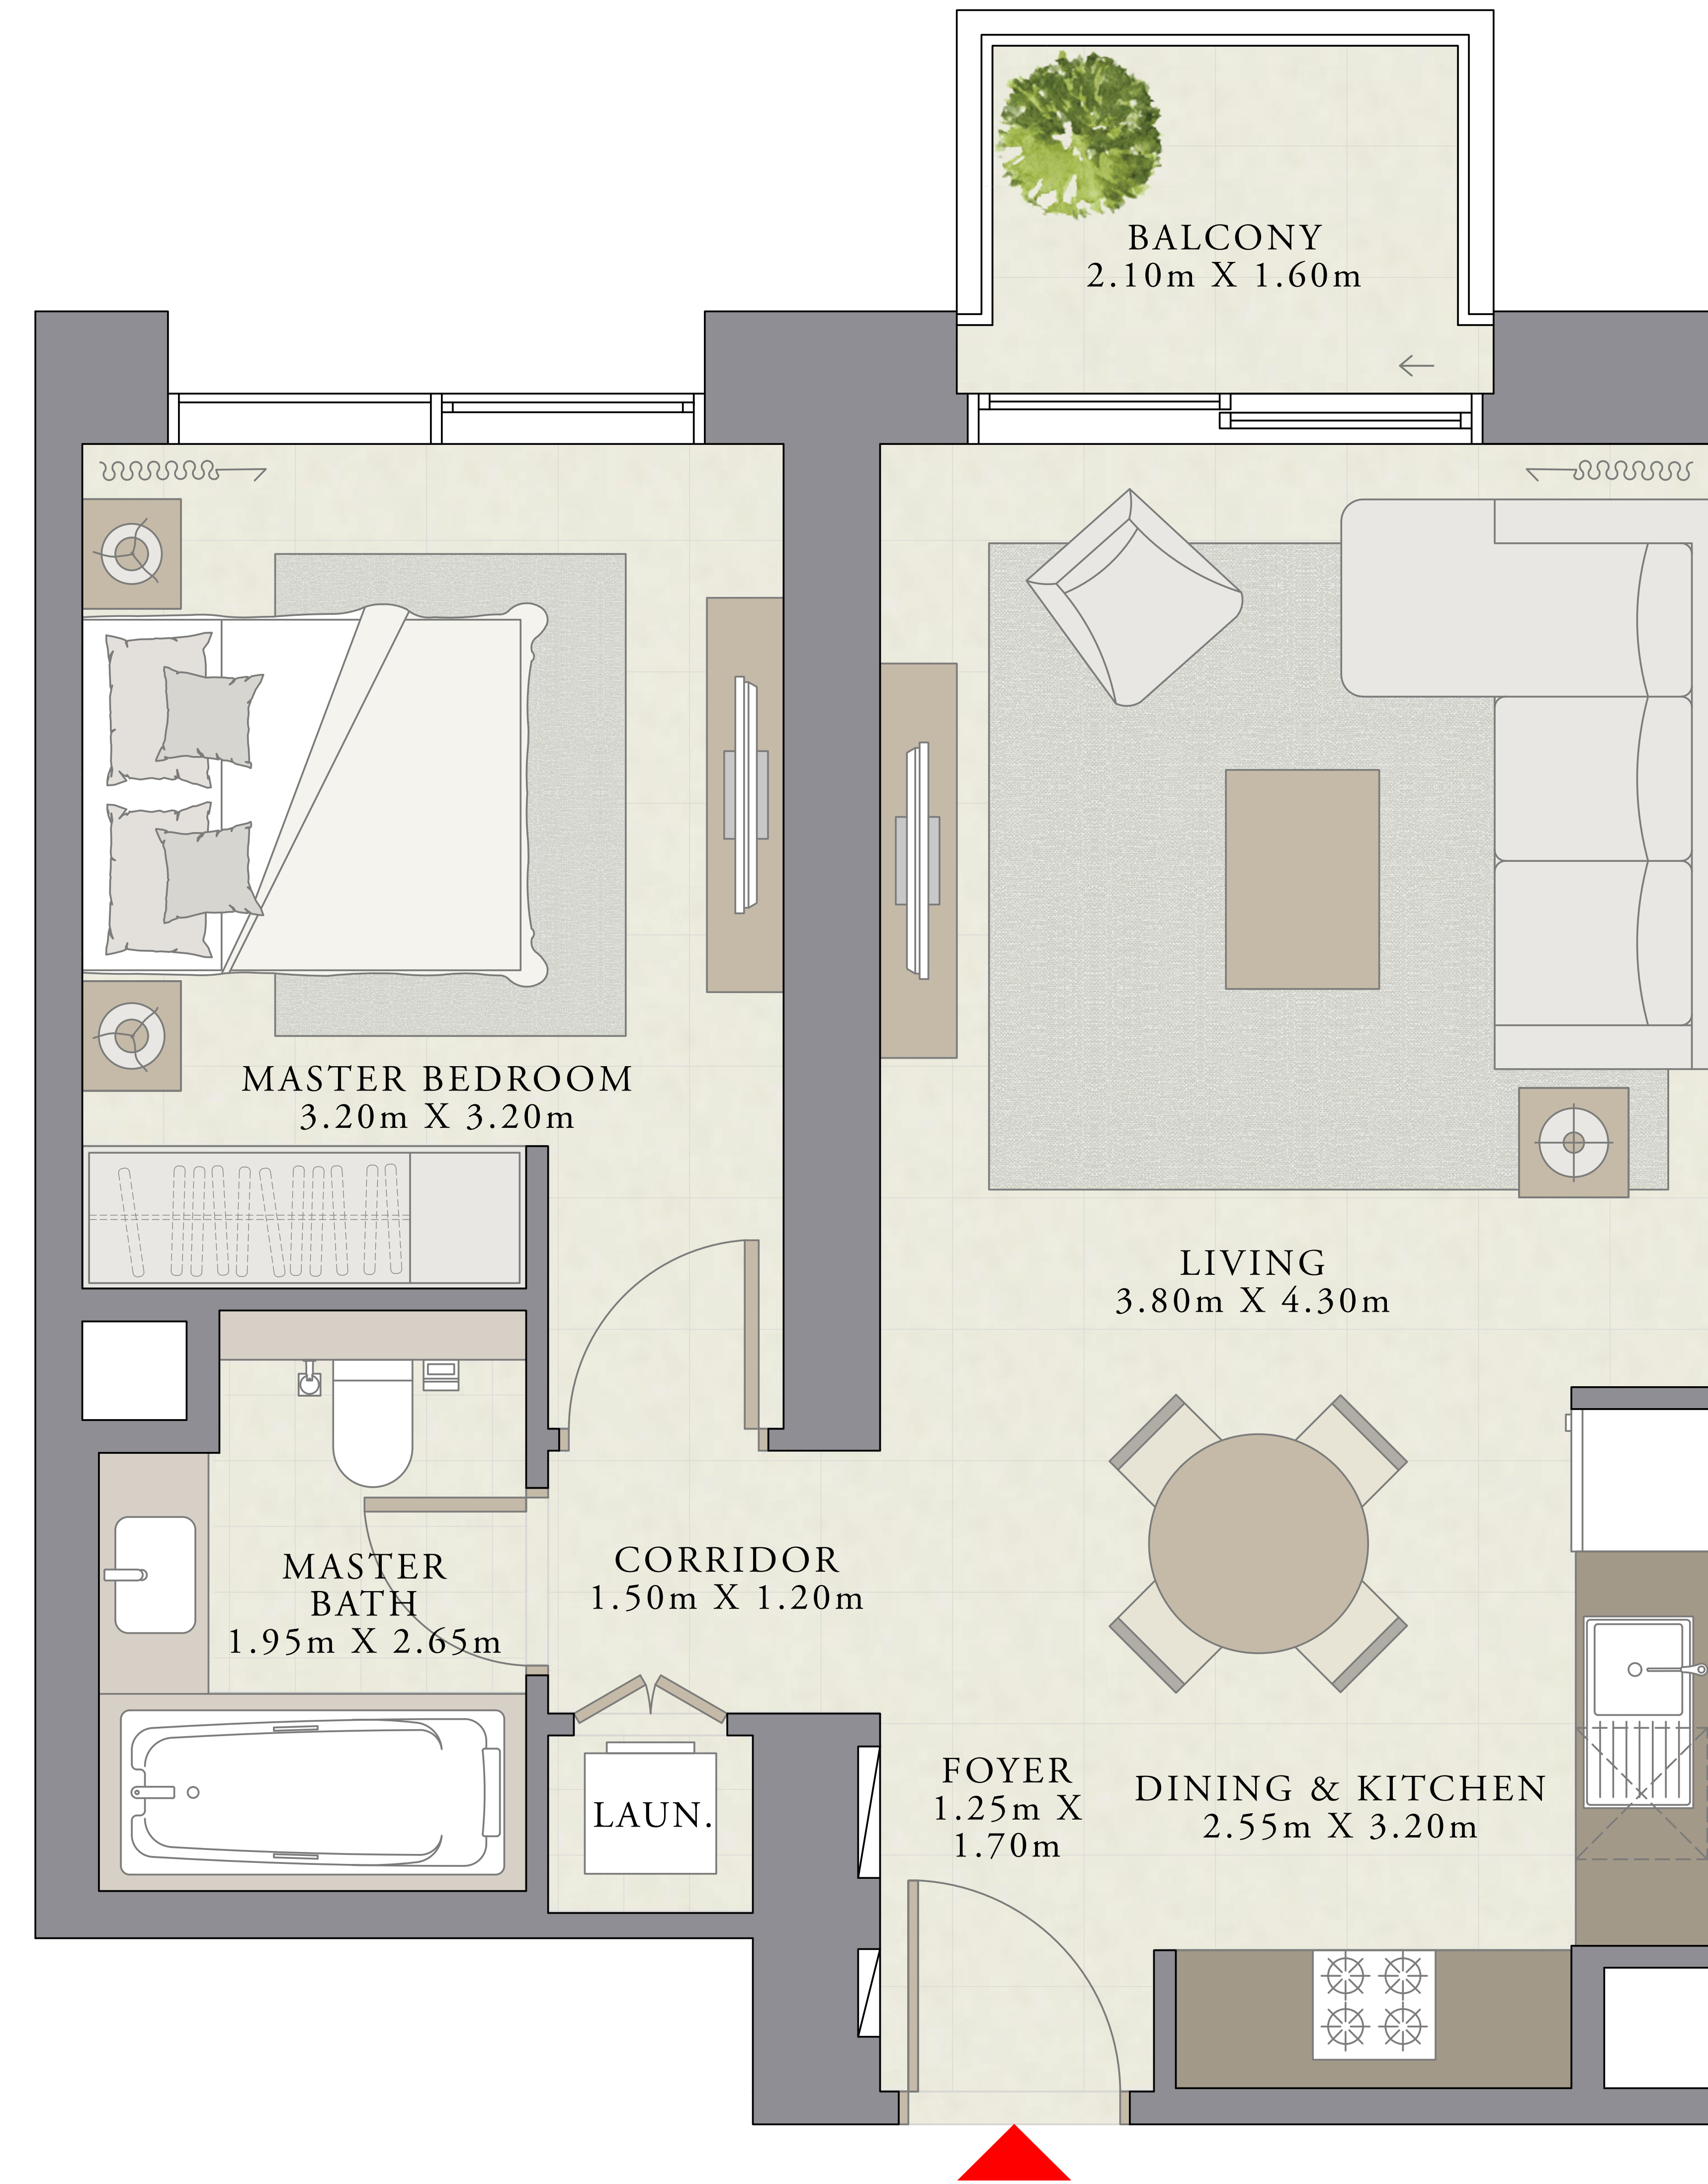 BALCONY
2.10m X 1.60m
MASTER BEDROOM
3.20m X 3.20m
LIVING
3.80m X 4.30m
MASTER
BATH
1.95m X 2.65m
CORRIDOR
1.50m X 1.20m
LAUN.
FOYER
1.25m X
1.70m
DINING & KITCHEN
2.55m X 3.20m